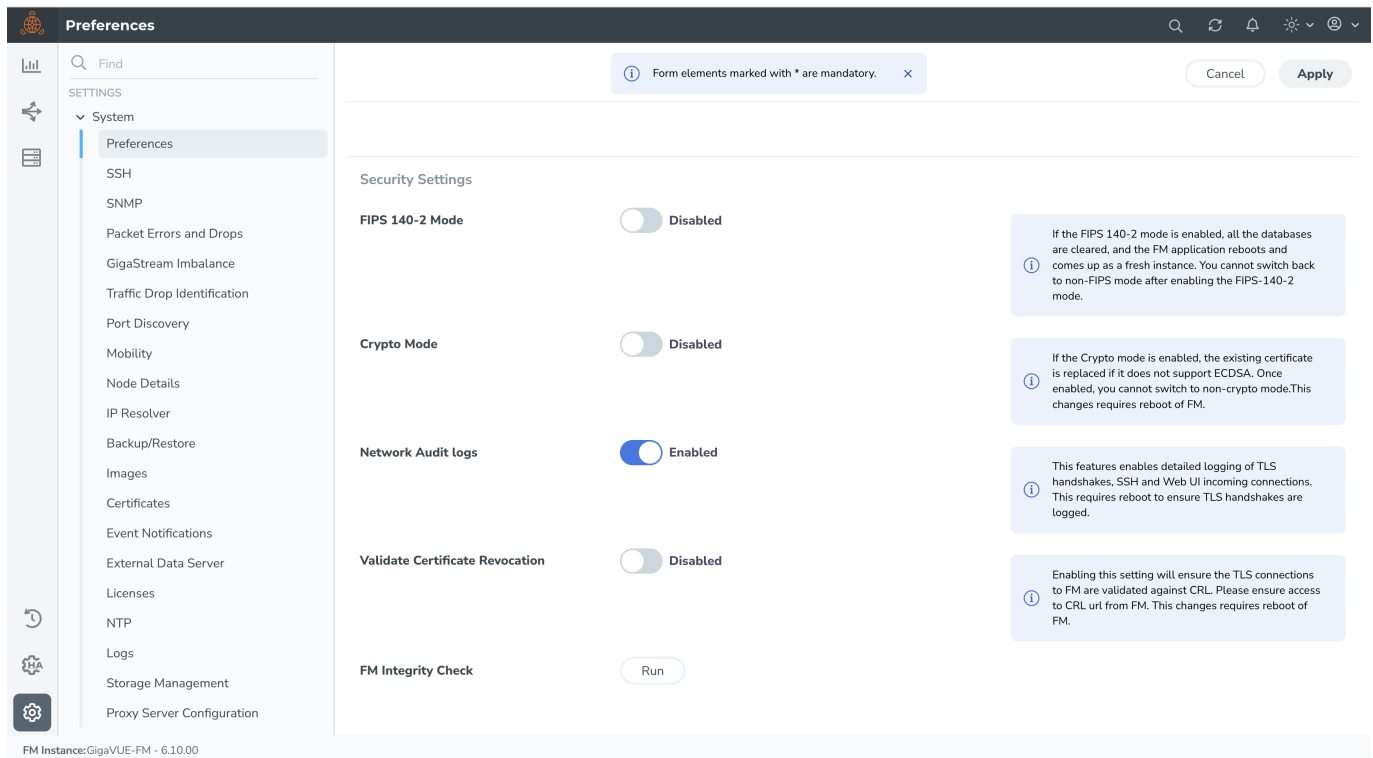 Preferences
Find
Form elements marked with * are mandatory.
Cancel
Apply
SETTINGS
System
Preferences
SSH
SNMP
Packet Errors and Drops
GigaStream Imbalance
Traffic Drop Identification
Port Discovery
Mobility
Node Details
IP Resolver
Backup/Restore
Images
Certificates
Event Notifications
External Data Server
Licenses
NTP
Logs
Storage Management
Proxy Server Configuration
HA
Security Settings
FIPS 140-2 Mode
Disabled
If the FIPS 140-2 mode is enabled, all the databases
are cleared, and the FM application reboots and
comes up as a fresh instance. You cannot switch back
to non-FIPS mode after enabling the FIPS-140-2
mode.
Crypto Mode
Disabled
If the Crypto mode is enabled, the existing certificate
is replaced if it does not support ECDSA. Once
enabled, you cannot switch to non-crypto mode.This
changes requires reboot of FM.
Network Audit logs
Enabled
This features enables detailed logging of TLS
handshakes, SSH and Web UI incoming connections.
This requires reboot to ensure TLS handshakes are
logged.
Validate Certificate Revocation
Disabled
Enabling this setting will ensure the TLS connections
to FM are validated against CRL. Please ensure access
to CRL url from FM. This changes requires reboot of
FM.
FM Integrity Check
Run
FM Instance:GigaVUE-FM - 6.10.00